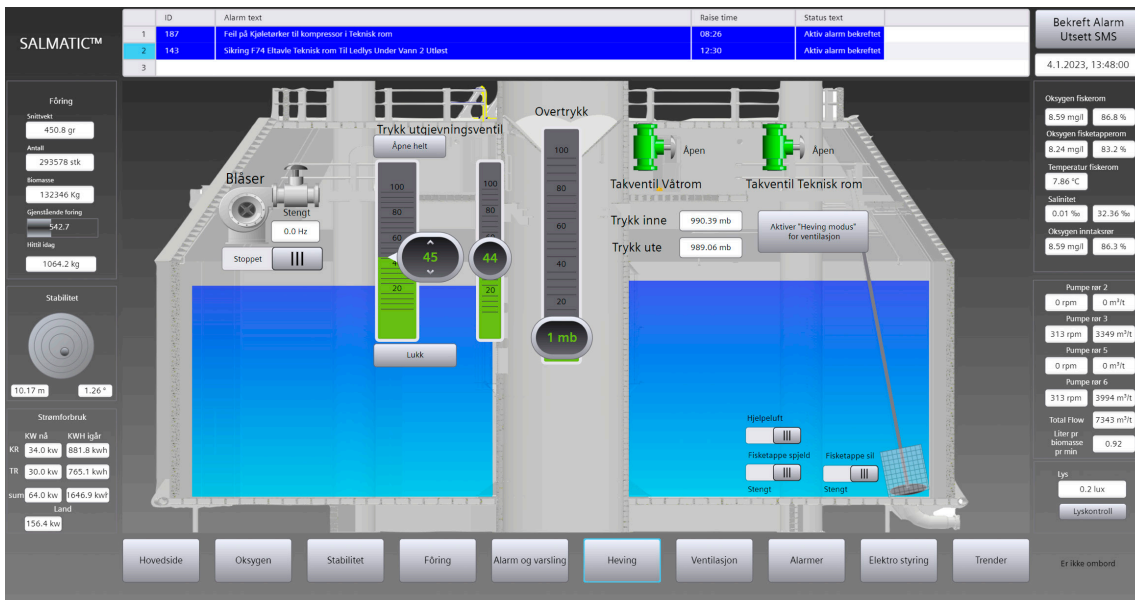 SALMATIC™
ID Alarm text Raise time Status text
1 187 Feil på Kjøletørker til kompressor i Teknisk rom 08:26 Aktiv alarm bekreftet
2 143 Sikring F74 Eltavle Teknisk rom Til Ledlys Under Vann 2 Utløst 12:30 Aktiv alarm bekreftet
3
Bekreft Alarm
Utsett SMS
4.1.2023, 13:48:00
Fôring
Snittvekt
450.8 gr
Antall
293578 stk
Biomasse
132346 Kg
Gjenstående foring
542.7
Hittil idag
1064.2 kg
Stabilitet
10.17 m 1.26 °
Strømforbruk
KW nå KWH igår
KR 34.0 kw 881.8 kwh
TR 30.0 kw 765.1 kwh
sum 64.0 kw 1646.9 kwh
Land
156.4 kw
Blåser
Stengt
0.0 Hz
Stoppet
Trykk utgjevningsventil
Åpne helt
100
80
60
4
20
45
Lukk
100
80
60
20
44
Overtrykk
100
80
60
40
20
1 mb
Åpen
Takventil Våtrom
Åpen
Takventil Teknisk rom
Trykk inne 990.39 mb
Trykk ute 989.06 mb
Aktiver "Heving modus"
for ventilasjon
Hjelpeluft
Fisketappe spjeld
Stengt
Fisketappe sil
Stengt
Oksygen fiskerom
8.59 mg/l 86.8 %
Oksygen fisketapperom
8.24 mg/l 83.2 %
Temperatur fiskerom
7.86 °C
Salinitet
0.01 ‰ 32.36 ‰
Oksygen inntaksrør
8.59 mg/l 86.3 %
Pumpe rør 2
0 rpm 0 m³/t
Pumpe rør 3
313 rpm 3349 m³/t
Pumpe rør 5
0 rpm 0 m³/t
Pumpe rør 6
313 rpm 3994 m³/t
Total Flow 7343 m³/t
Liter pr
biomasse
pr min
0.92
Lys
0.2 lux
Lyskontroll
Er ikke ombord
Hovedside Oksygen Stabilitet Fôring Alarm og varsling Heving Ventilasjon Alarmer Elektro styring Trender